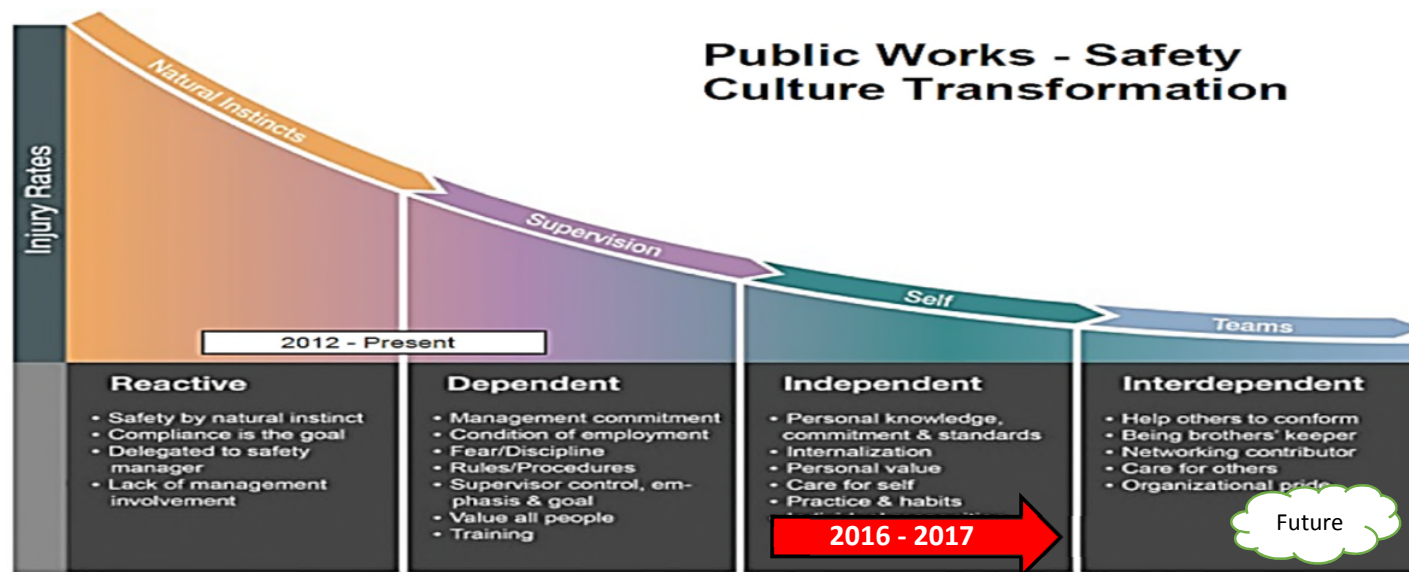 Public Works - Safety
Culture Transformation
Injury Rates
Natural Instincts
Supervision
Self
Teams
2012 - Present
Reactive
• Safety by natural instinct
• Compliance is the goal
• Delegated to safety
manager
• Lack of management
involvement
Dependent
• Management commitment
• Condition of employment
• Fear/Discipline
• Rules/Procedures
• Supervisor control, em-
phasis & goal
• Value all people
• Training
Independent
• Personal knowledge,
commitment & standards
• Internalization
• Personal value
• Care for self
• Practice & habits
2016 - 2017
Interdependent
• Help others to conform
• Being brothers' keeper
• Networking contributor
• Care for others
• Organizational pride
Future